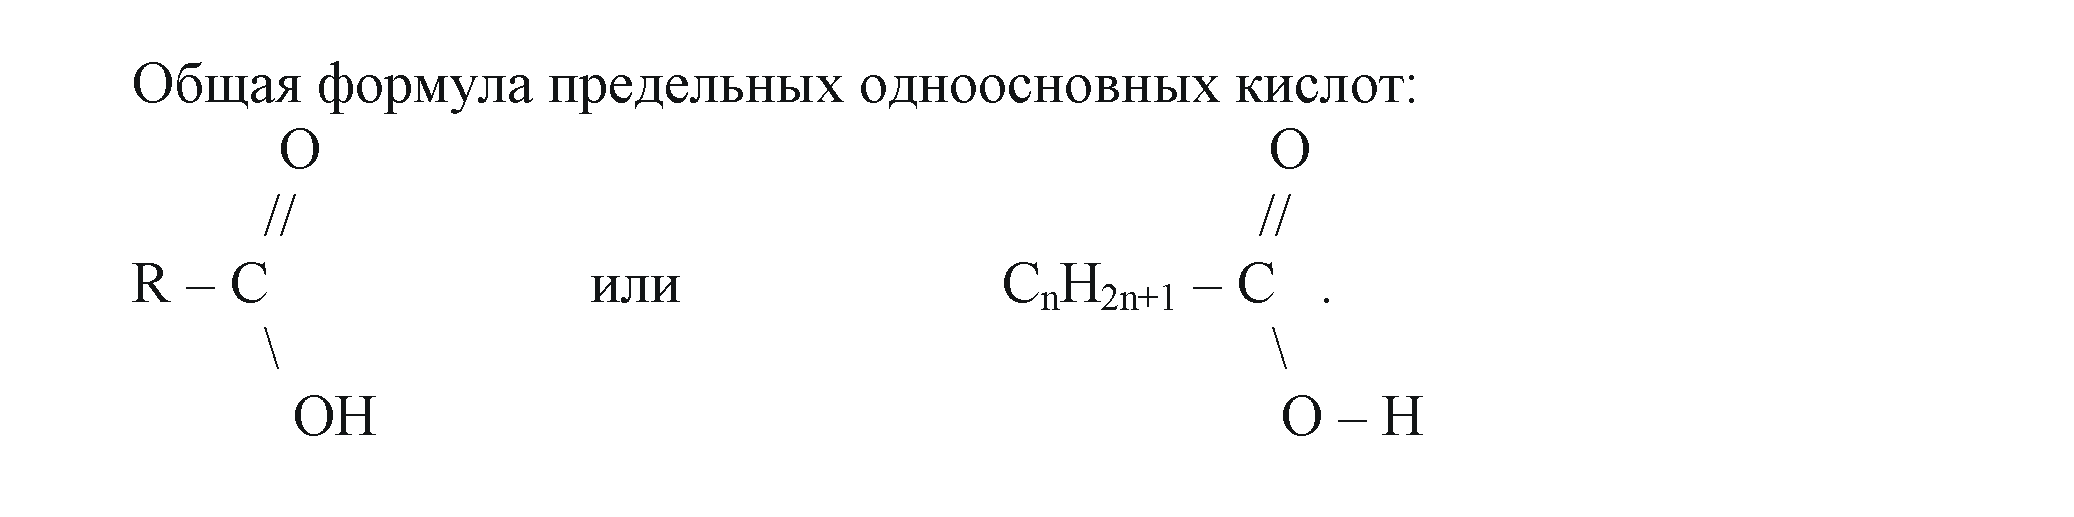 Общая формула предельных одноосновных кислот:
O O
// //
R – C или CnH2n+1 – C .
\ \
OH O – H